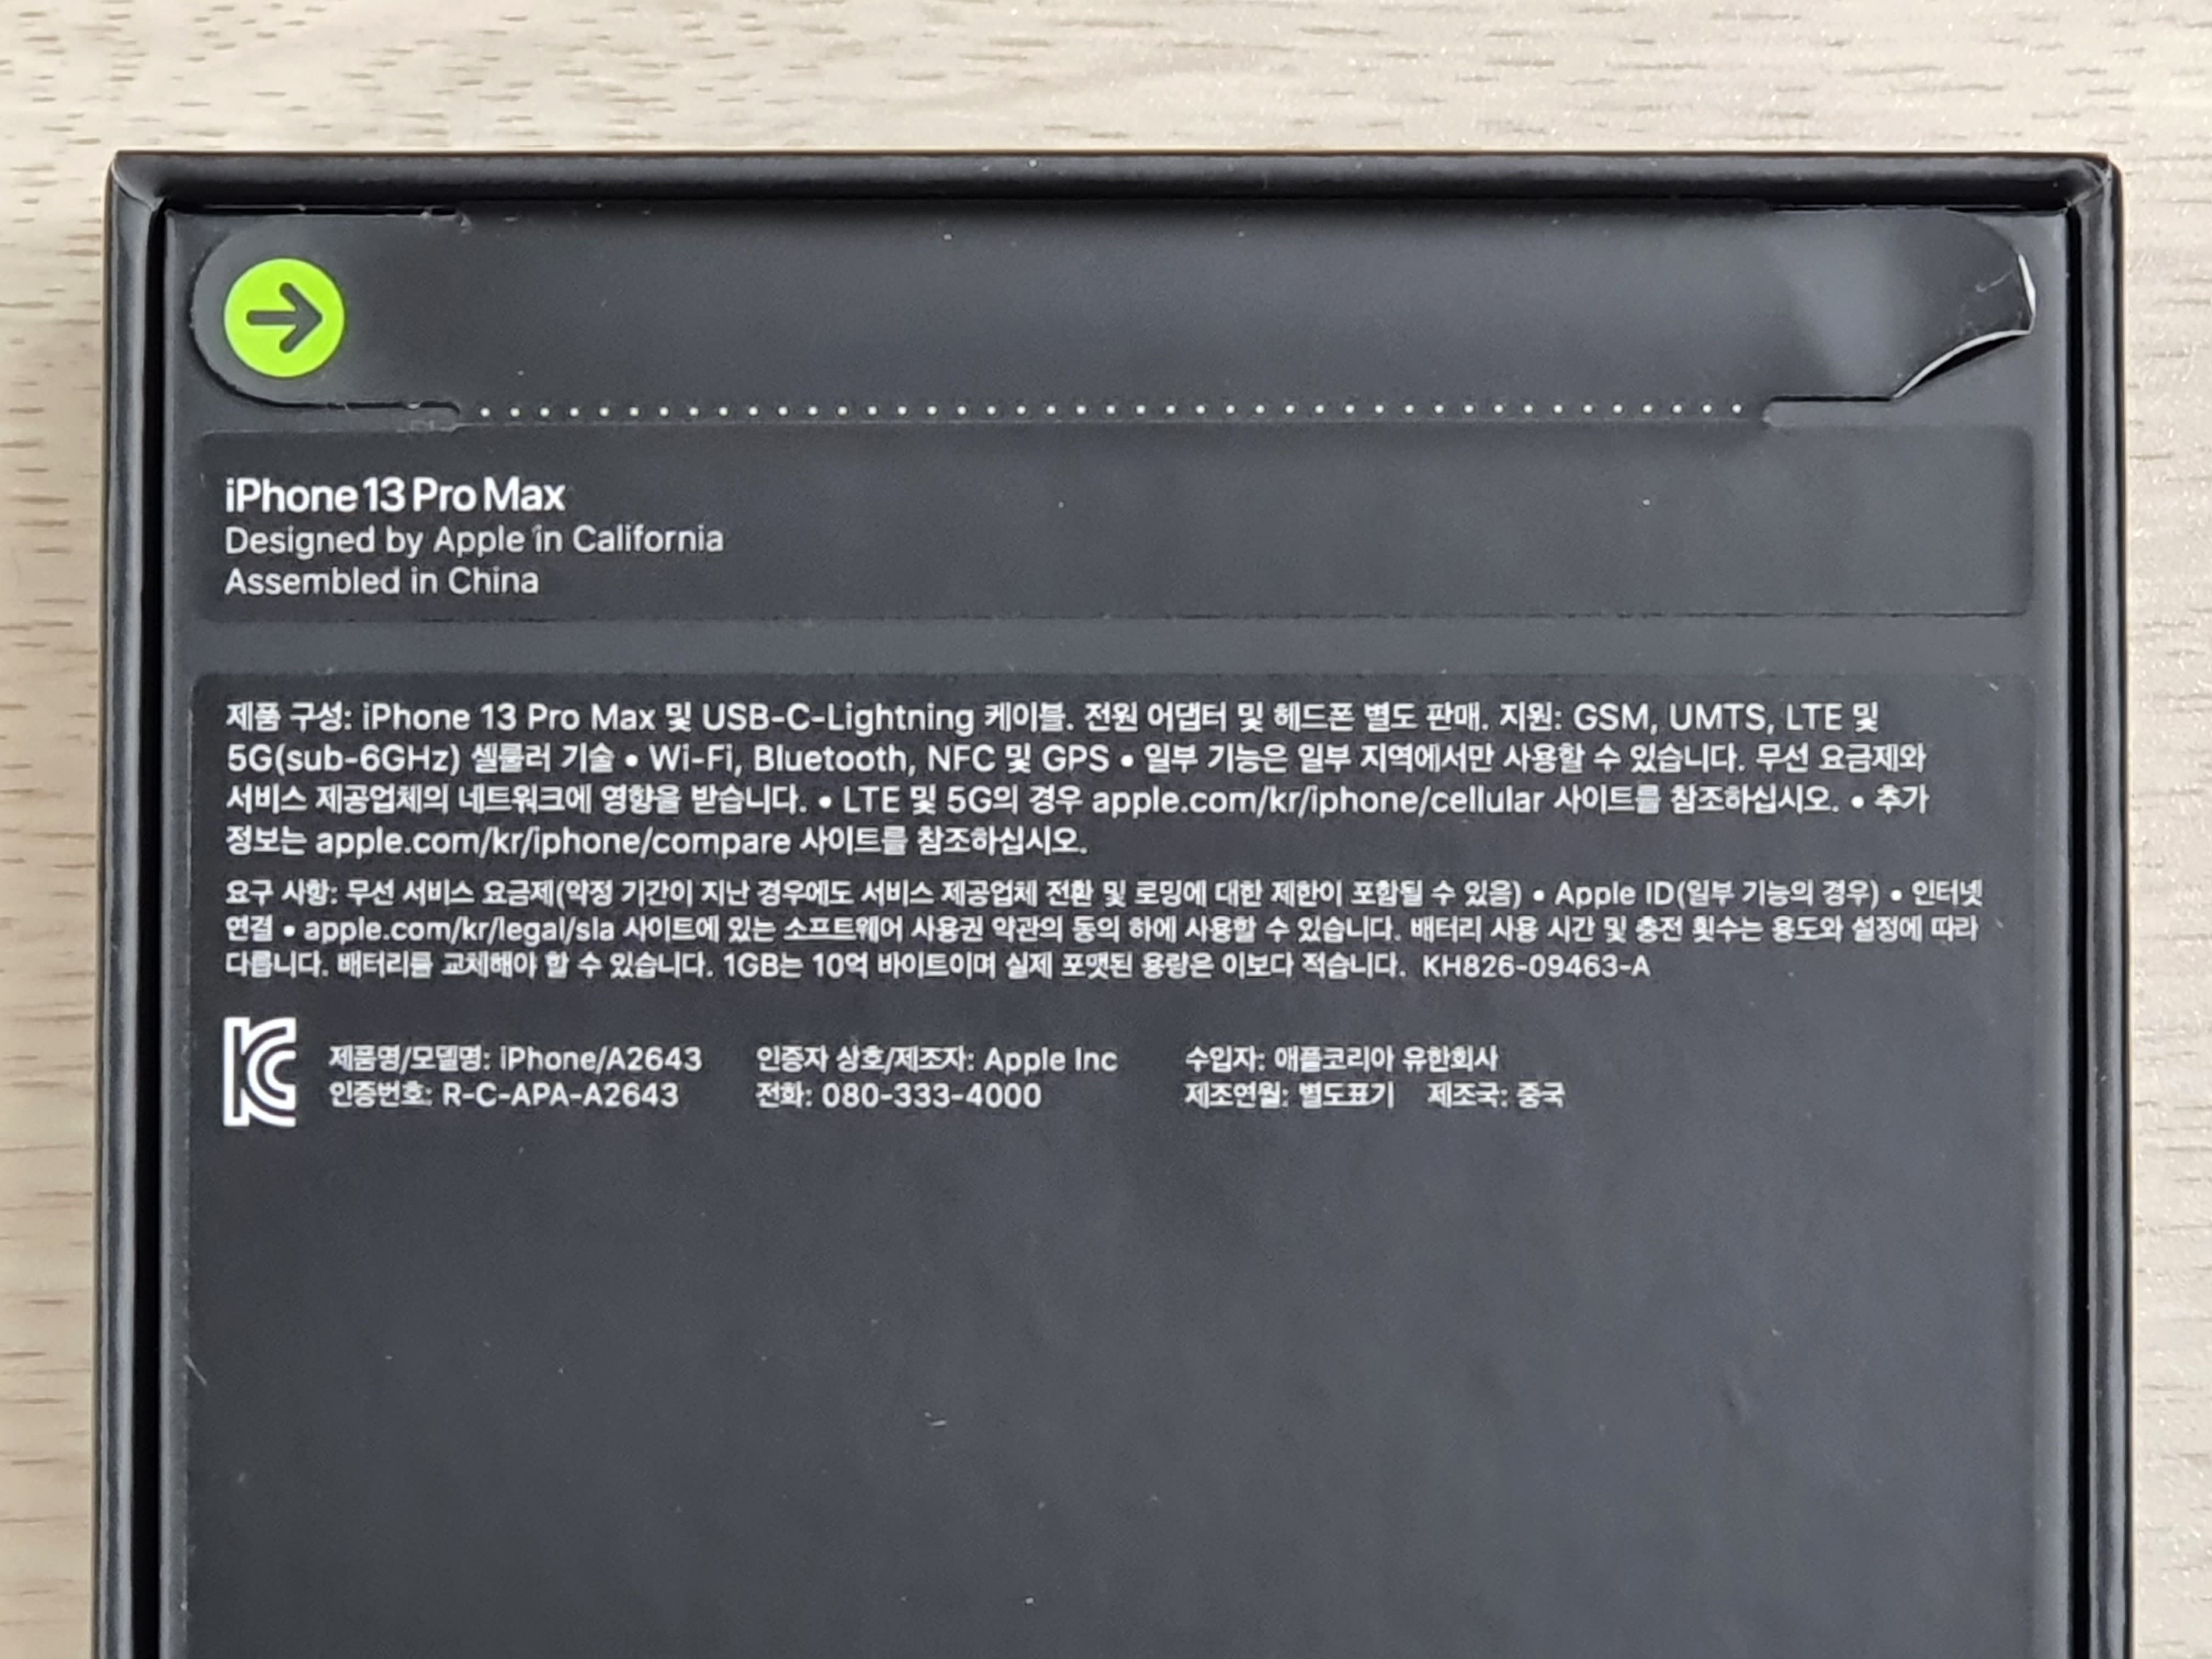 iPhone 13 Pro Max
Designed by Apple in California
Assembled in China
제품 구성: iPhone 13 Pro Max 및 USB-C-Lightning 케이블. 전원 어댑터 및 헤드폰 별도 판매. 지원: GSM, UMTS, LTE 및
5G(sub-6GHz) 셀룰러 기술 • Wi-Fi, Bluetooth, NFC 및 GPS • 일부 기능은 일부 지역에서만 사용할 수 있습니다. 무선 요금제와
서비스 제공업체의 네트워크에 영향을 받습니다. • LTE 및 5G의 경우 apple.com/kr/iphone/cellular 사이트를 참조하십시오. • 추가
정보는 apple.com/kr/iphone/compare 사이트를 참조하십시오.
요구 사항: 무선 서비스 요금제(약정 기간이 지난 경우에도 서비스 제공업체 전환 및 로밍에 대한 제한이 포함될 수 있음) • Apple ID(일부 기능의 경우) • 인터넷
연결 • apple.com/kr/legal/sla 사이트에 있는 소프트웨어 사용권 약관의 동의 하에 사용할 수 있습니다. 배터리 사용 시간 및 충전 횟수는 용도와 설정에 따라
다릅니다. 배터리를 교체해야 할 수 있습니다. 1GB는 10억 바이트이며 실제 포맷된 용량은 이보다 적습니다. KH826-09463-A
제품명/모델명: iPhone/A2643 인증자 상호/제조자: Apple Inc 수입자: 애플코리아 유한회사
인증번호: R-C-APA-A2643 전화: 080-333-4000 제조연월: 별도표기 제조국: 중국